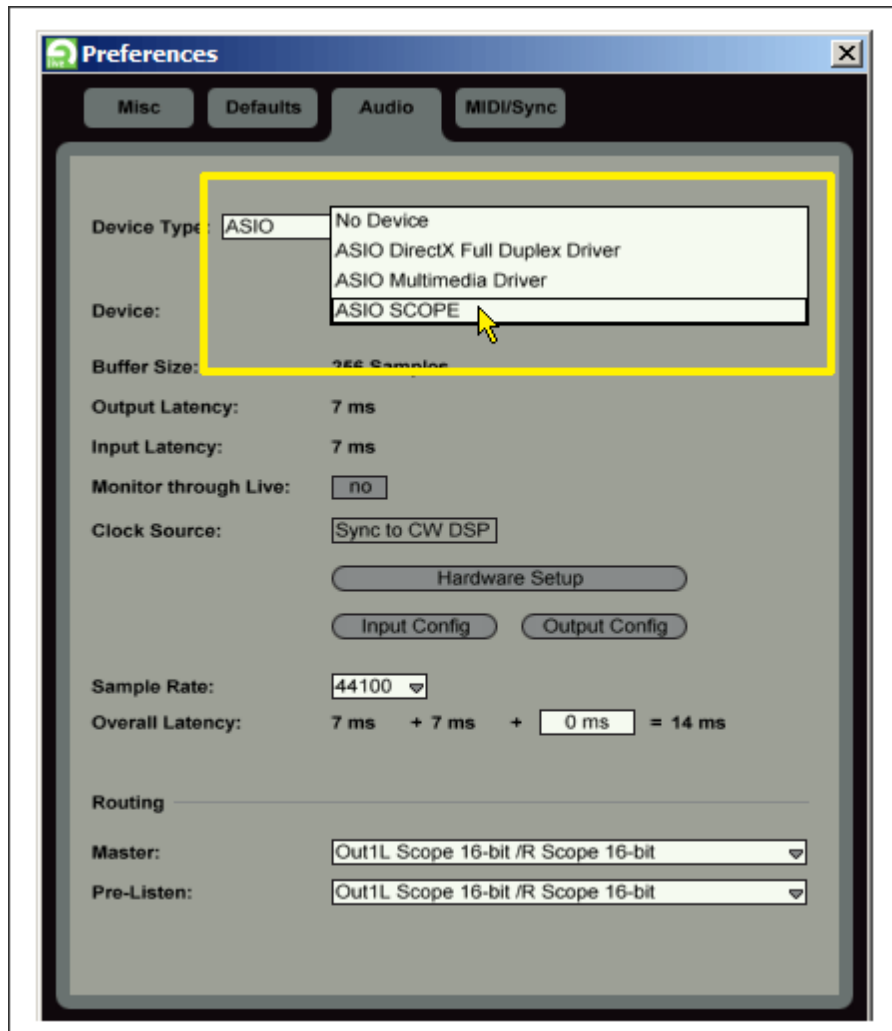 live Preferences
Misc Defaults Audio MIDI/Sync
Device Type: ASIO
No Device
ASIO DirectX Full Duplex Driver
ASIO Multimedia Driver
Device: ASIO SCOPE
Buffer Size: 256 Samples
Output Latency: 7 ms
Input Latency: 7 ms
Monitor through Live: no
Clock Source: Sync to CW DSP
Hardware Setup
Input Config Output Config
Sample Rate: 44100
Overall Latency: 7 ms + 7 ms + 0 ms = 14 ms
Routing
Master: Out1L Scope 16-bit /R Scope 16-bit
Pre-Listen: Out1L Scope 16-bit /R Scope 16-bit